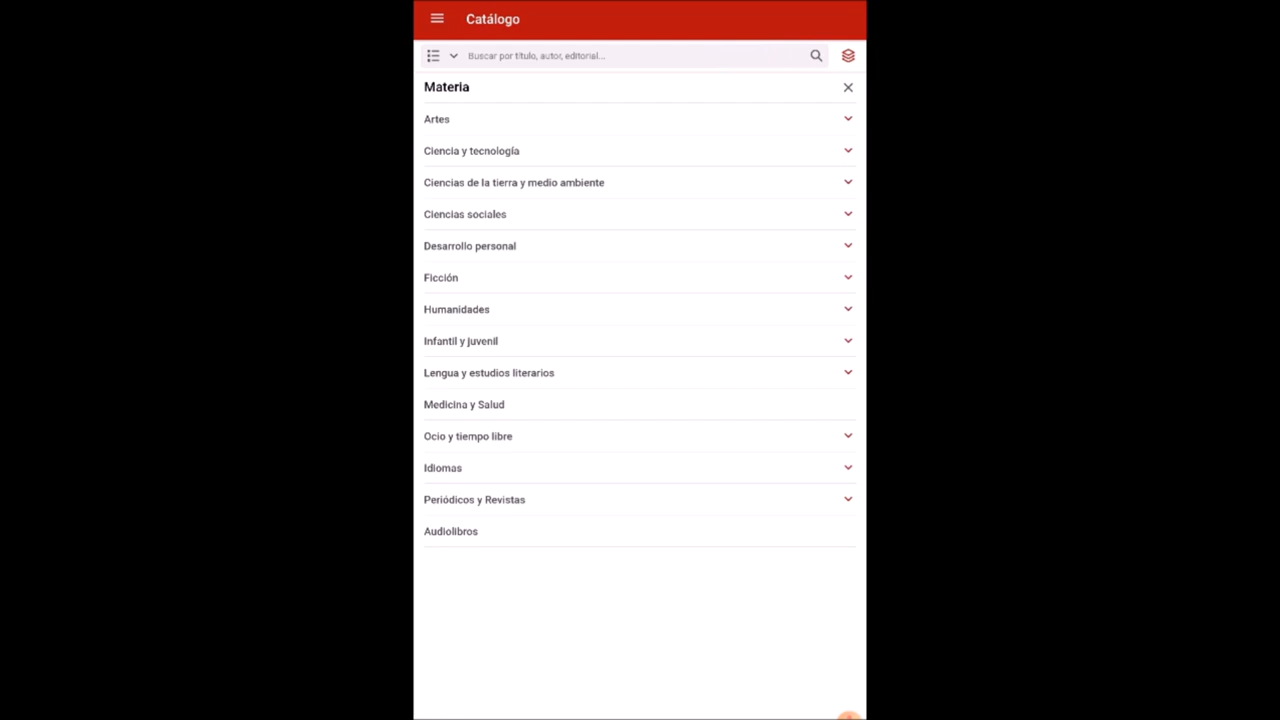 Catálogo
Buscar por título, autor, editorial...
Materia
Artes
Ciencia y tecnología
Ciencias de la tierra y medio ambiente
Ciencias sociales
Desarrollo personal
Ficción
Humanidades
Infantil y juvenil
Lengua y estudios literarios
Medicina y Salud
Ocio y tiempo libre
Idiomas
Periódicos y Revistas
Audiolibros